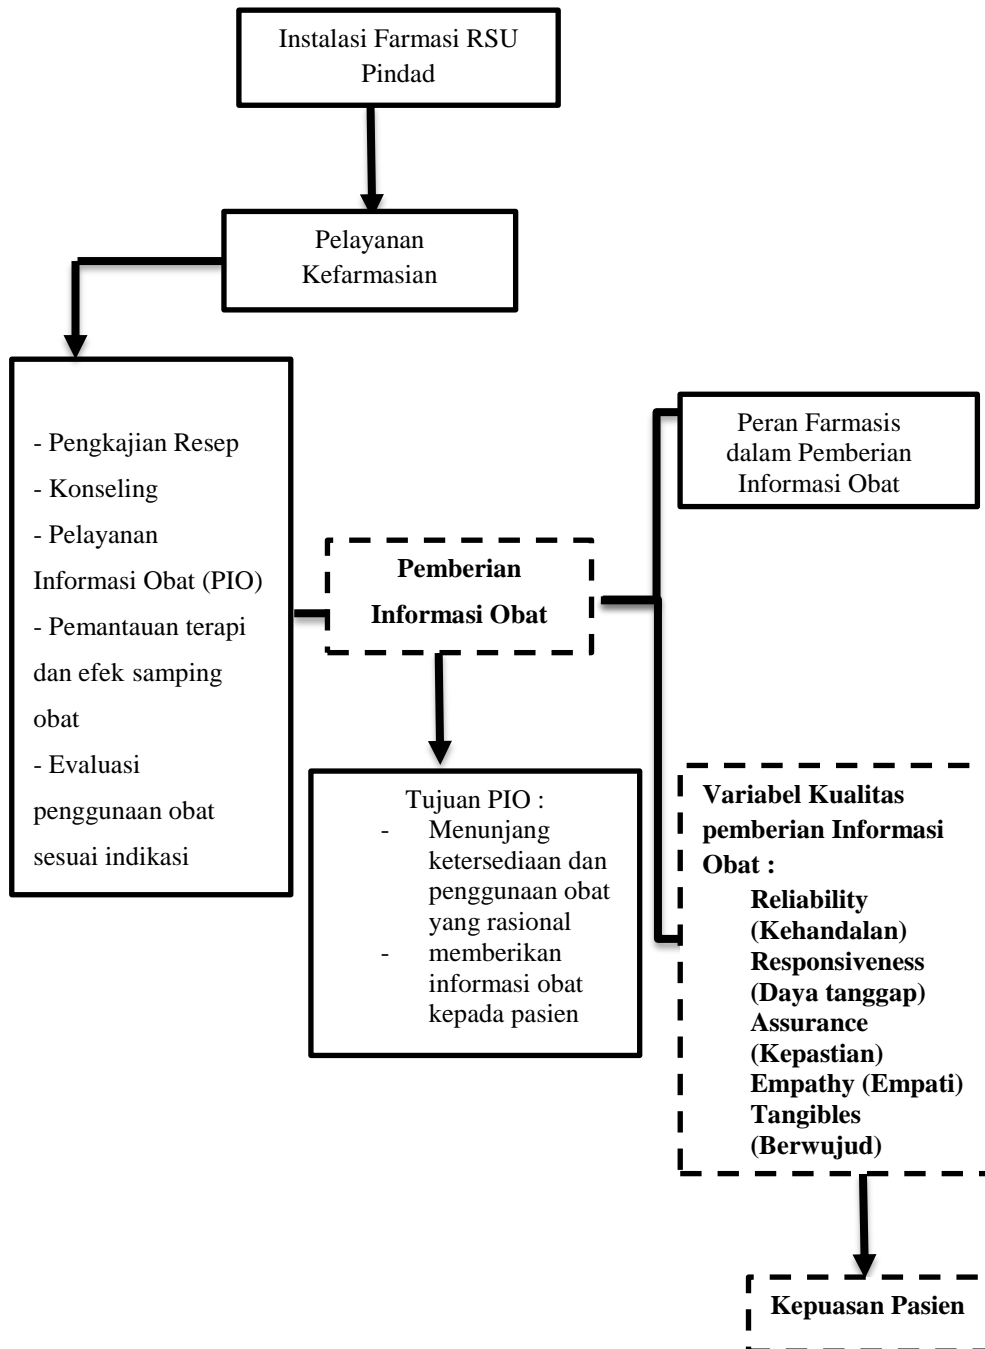 Instalasi Farmasi RSU
Pindad
Pelayanan
Kefarmasian
- Pengkajian Resep
- Konseling
- Pelayanan
Informasi Obat (PIO)
- Pemantauan terapi
dan efek samping
obat
- Evaluasi
penggunaan obat
sesuai indikasi
Pemberian
Informasi Obat
Peran Farmasis
dalam Pemberian
Informasi Obat
Tujuan PIO :
- Menunjang
ketersediaan dan
penggunaan obat
yang rasional
- memberikan
informasi obat
kepada pasien
Variabel Kualitas
pemberian Informasi
Obat :
Reliability
(Kehandalan)
Responsiveness
(Daya tanggap)
Assurance
(Kepastian)
Empathy (Empati)
Tangibles
(Berwujud)
Kepuasan Pasien